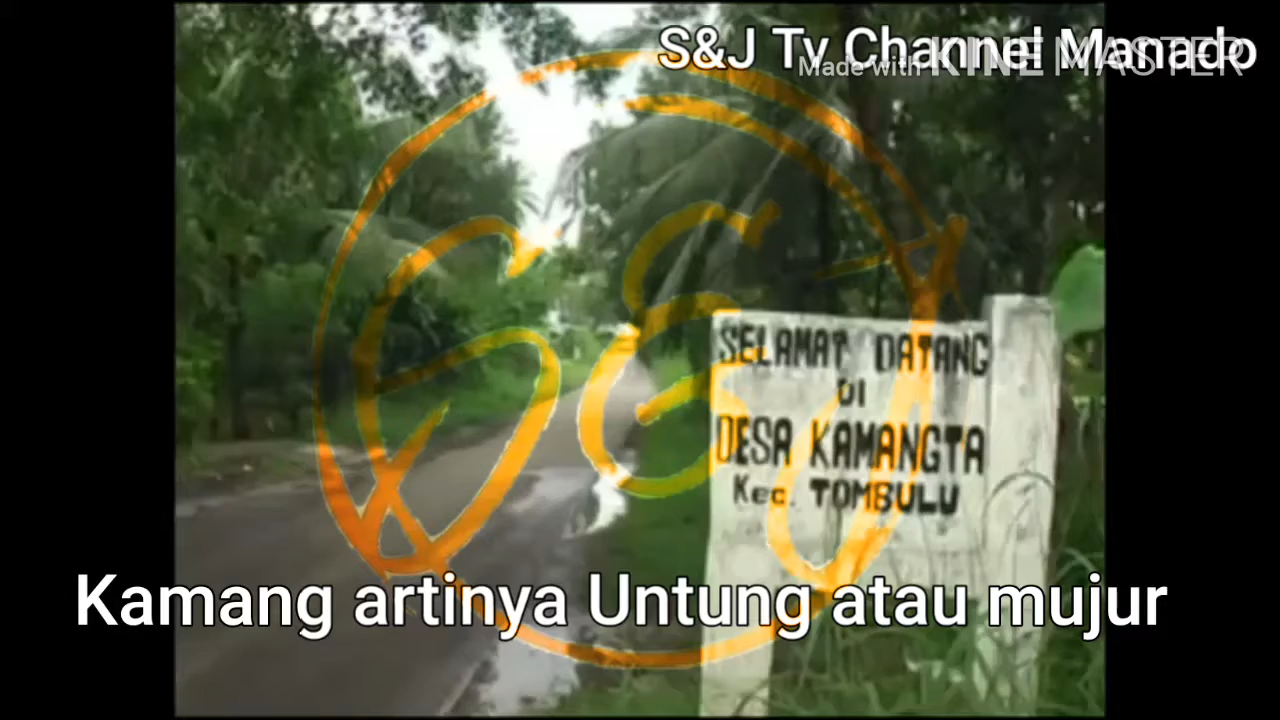 S&J Tv Channel Manado
Made with KINEMASTER
S&J
SELAMAT DATANG
DI
DESA KAMANGTA
Kec. TOMBULU
Kamang artinya Untung atau mujur